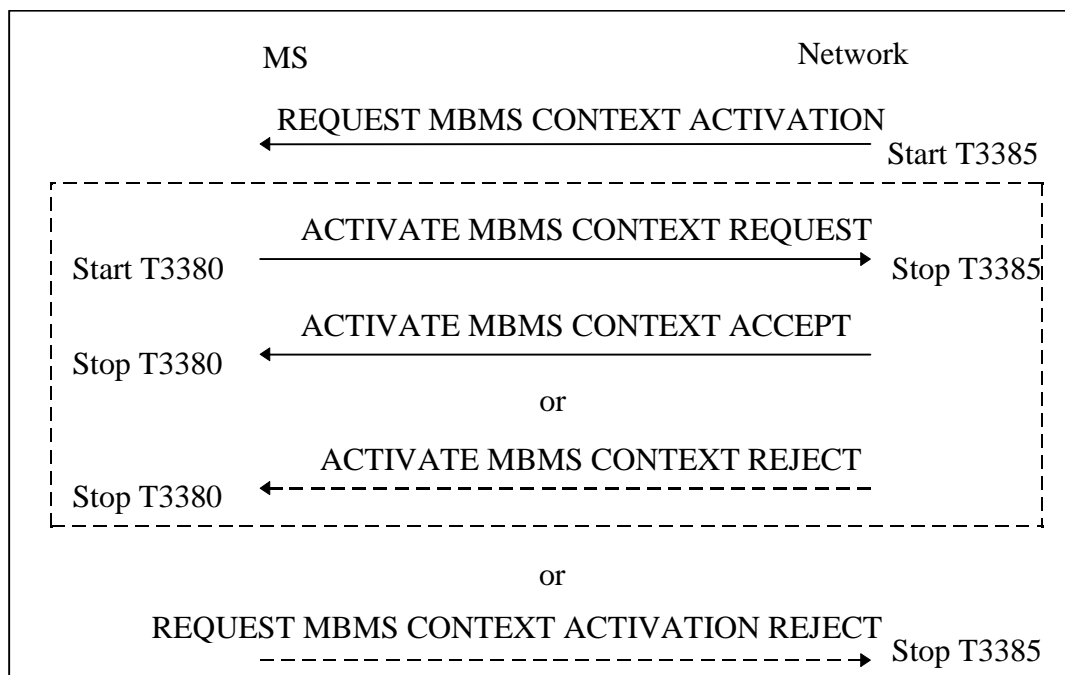 MS
Network
REQUEST MBMS CONTEXT ACTIVATION
Start T3385
ACTIVATE MBMS CONTEXT REQUEST
Start T3380
Stop T3385
ACTIVATE MBMS CONTEXT ACCEPT
Stop T3380
or
ACTIVATE MBMS CONTEXT REJECT
Stop T3380
or
REQUEST MBMS CONTEXT ACTIVATION REJECT
Stop T3385